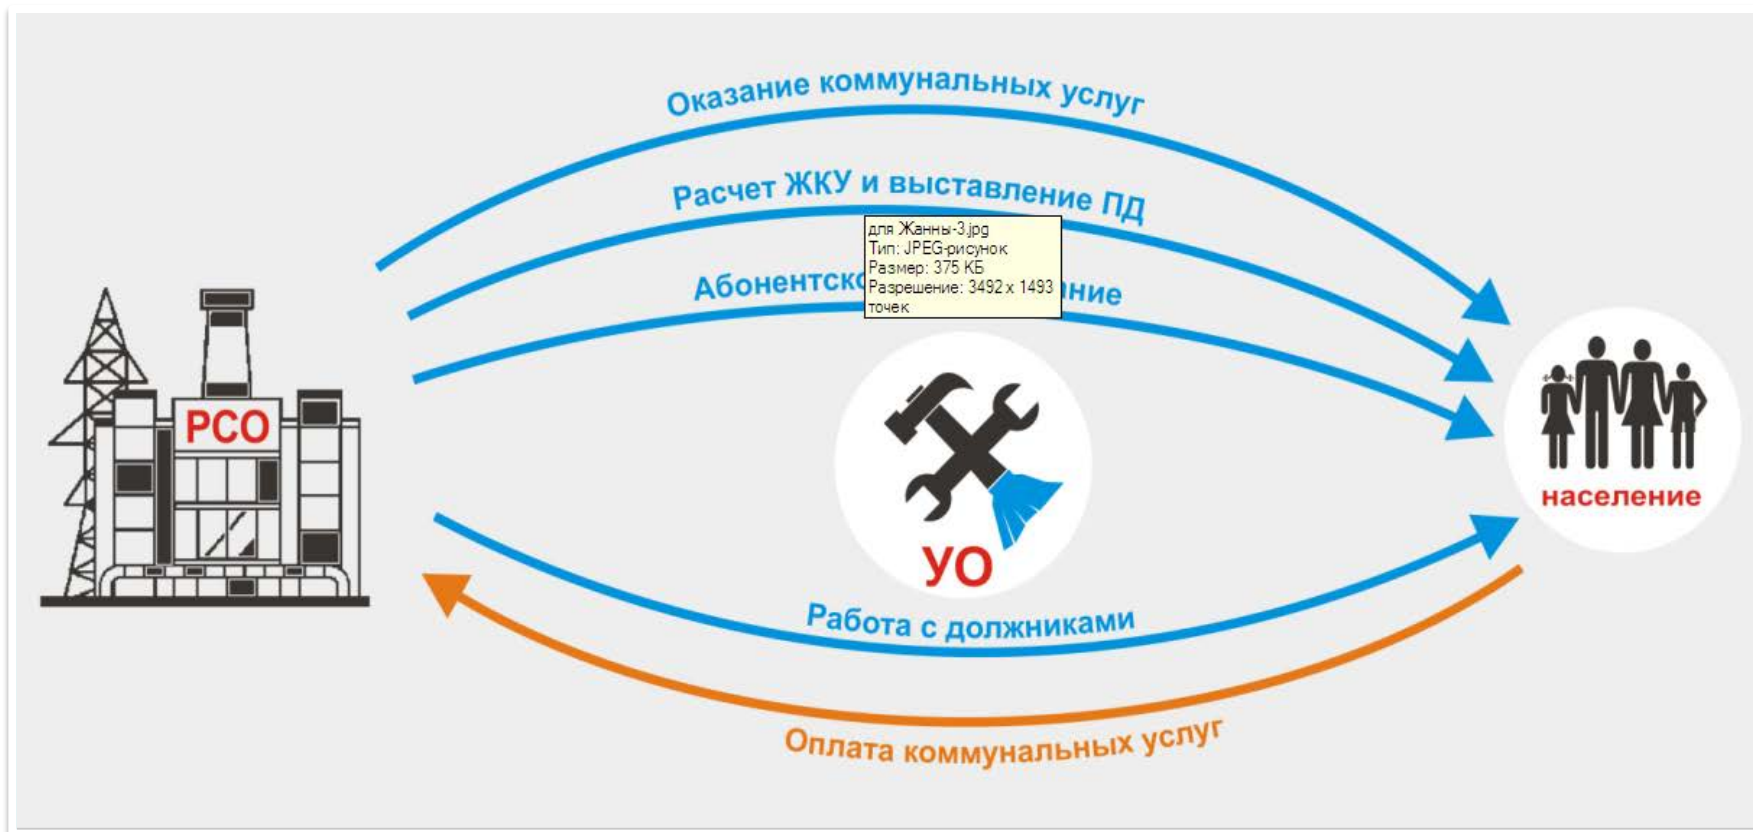 Оказание коммунальных услуг
Расчет ЖКУ и выставление ПД
для Жанны-3.jpg
Тип: JPEG-рисунок
Размер: 375 КБ
Разрешение: 3492 x 1493
точек
РСО
население
УО
Работа с должниками
Оплата коммунальных услуг